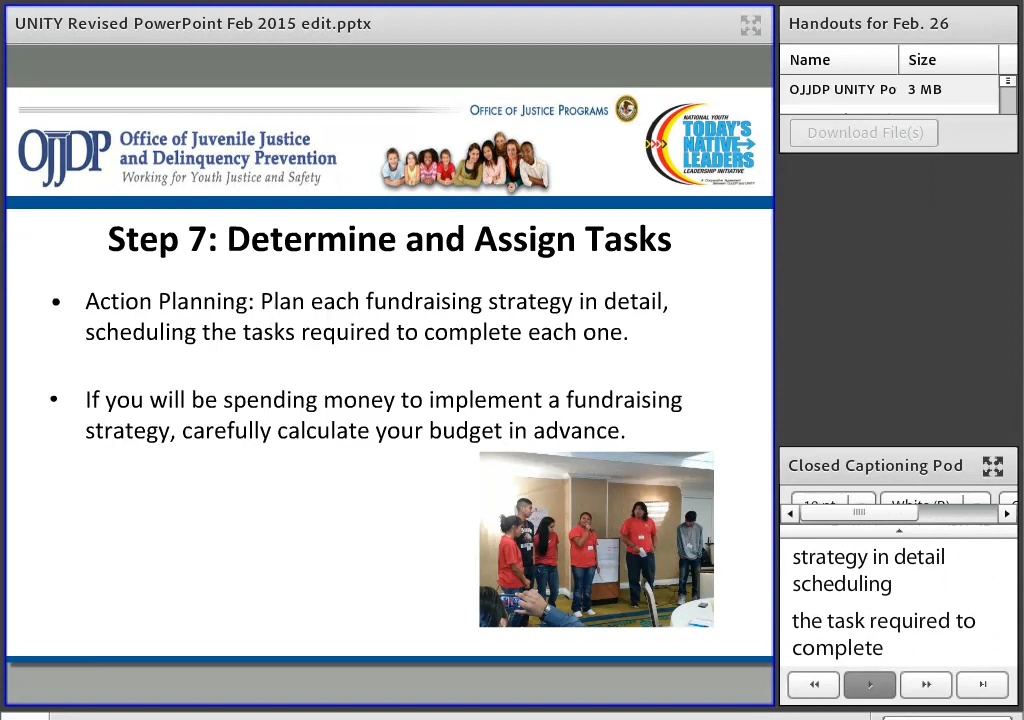 UNITY Revised PowerPoint Feb 2015 edit.pptx
OFFICE OF JUSTICE PROGRAMS
OJJDP
Office of Juvenile Justice
and Delinquency Prevention
Working for Youth Justice and Safety
NATIONAL YOUTH
TODAY'S
NATIVE
LEADERS
LEADERSHIP INITIATIVE
Step 7: Determine and Assign Tasks
• Action Planning: Plan each fundraising strategy in detail,
scheduling the tasks required to complete each one.
• If you will be spending money to implement a fundraising
strategy, carefully calculate your budget in advance.
Handouts for Feb. 26
Name Size
OJJDP UNITY Po 3 MB
Download File(s)
Closed Captioning Pod
strategy in detail
scheduling
the task required to
complete